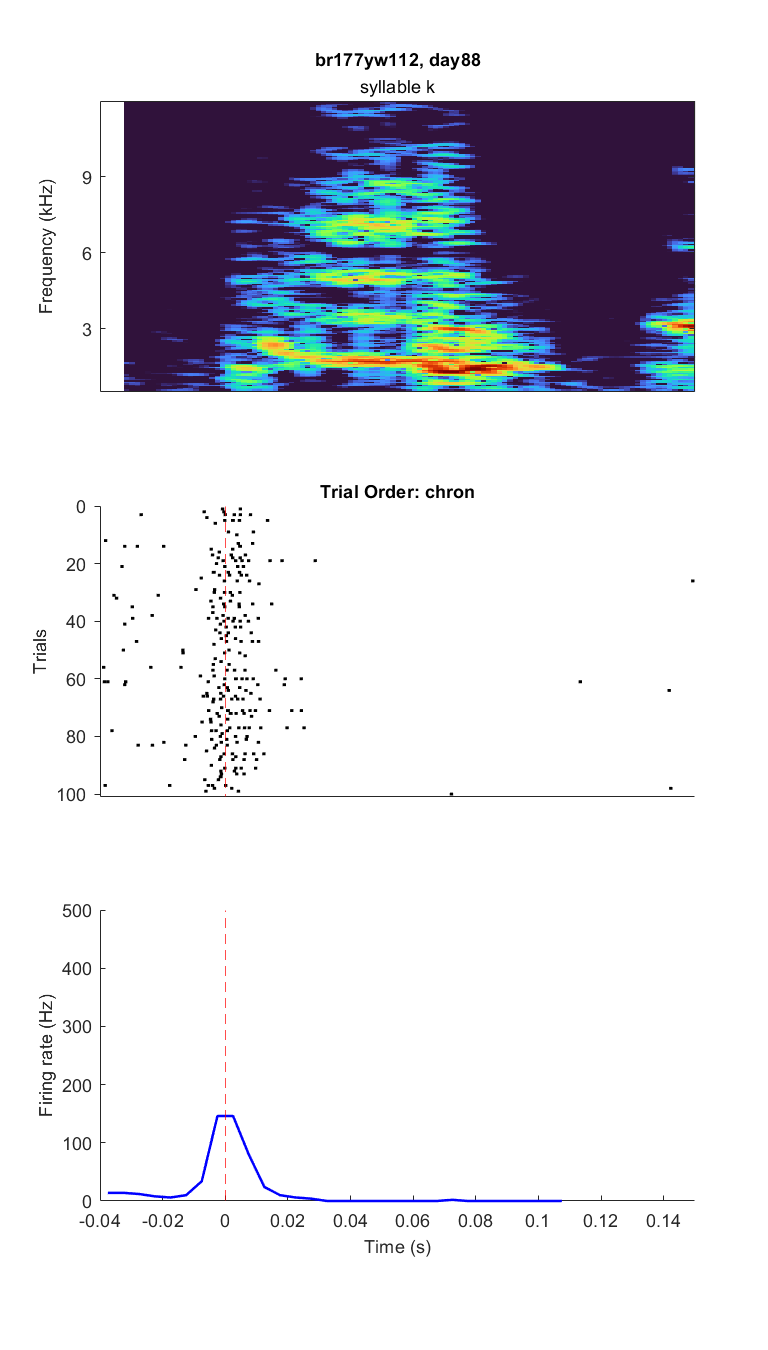 br177yw112, day88
syllable k
9
6
3
Frequency (kHz)
Trial Order: chron
0
20
40
60
80
100
Trials
500
400
300
200
100
0
Firing rate (Hz)
-0.04 -0.02 0 0.02 0.04 0.06 0.08 0.1 0.12 0.14
Time (s)